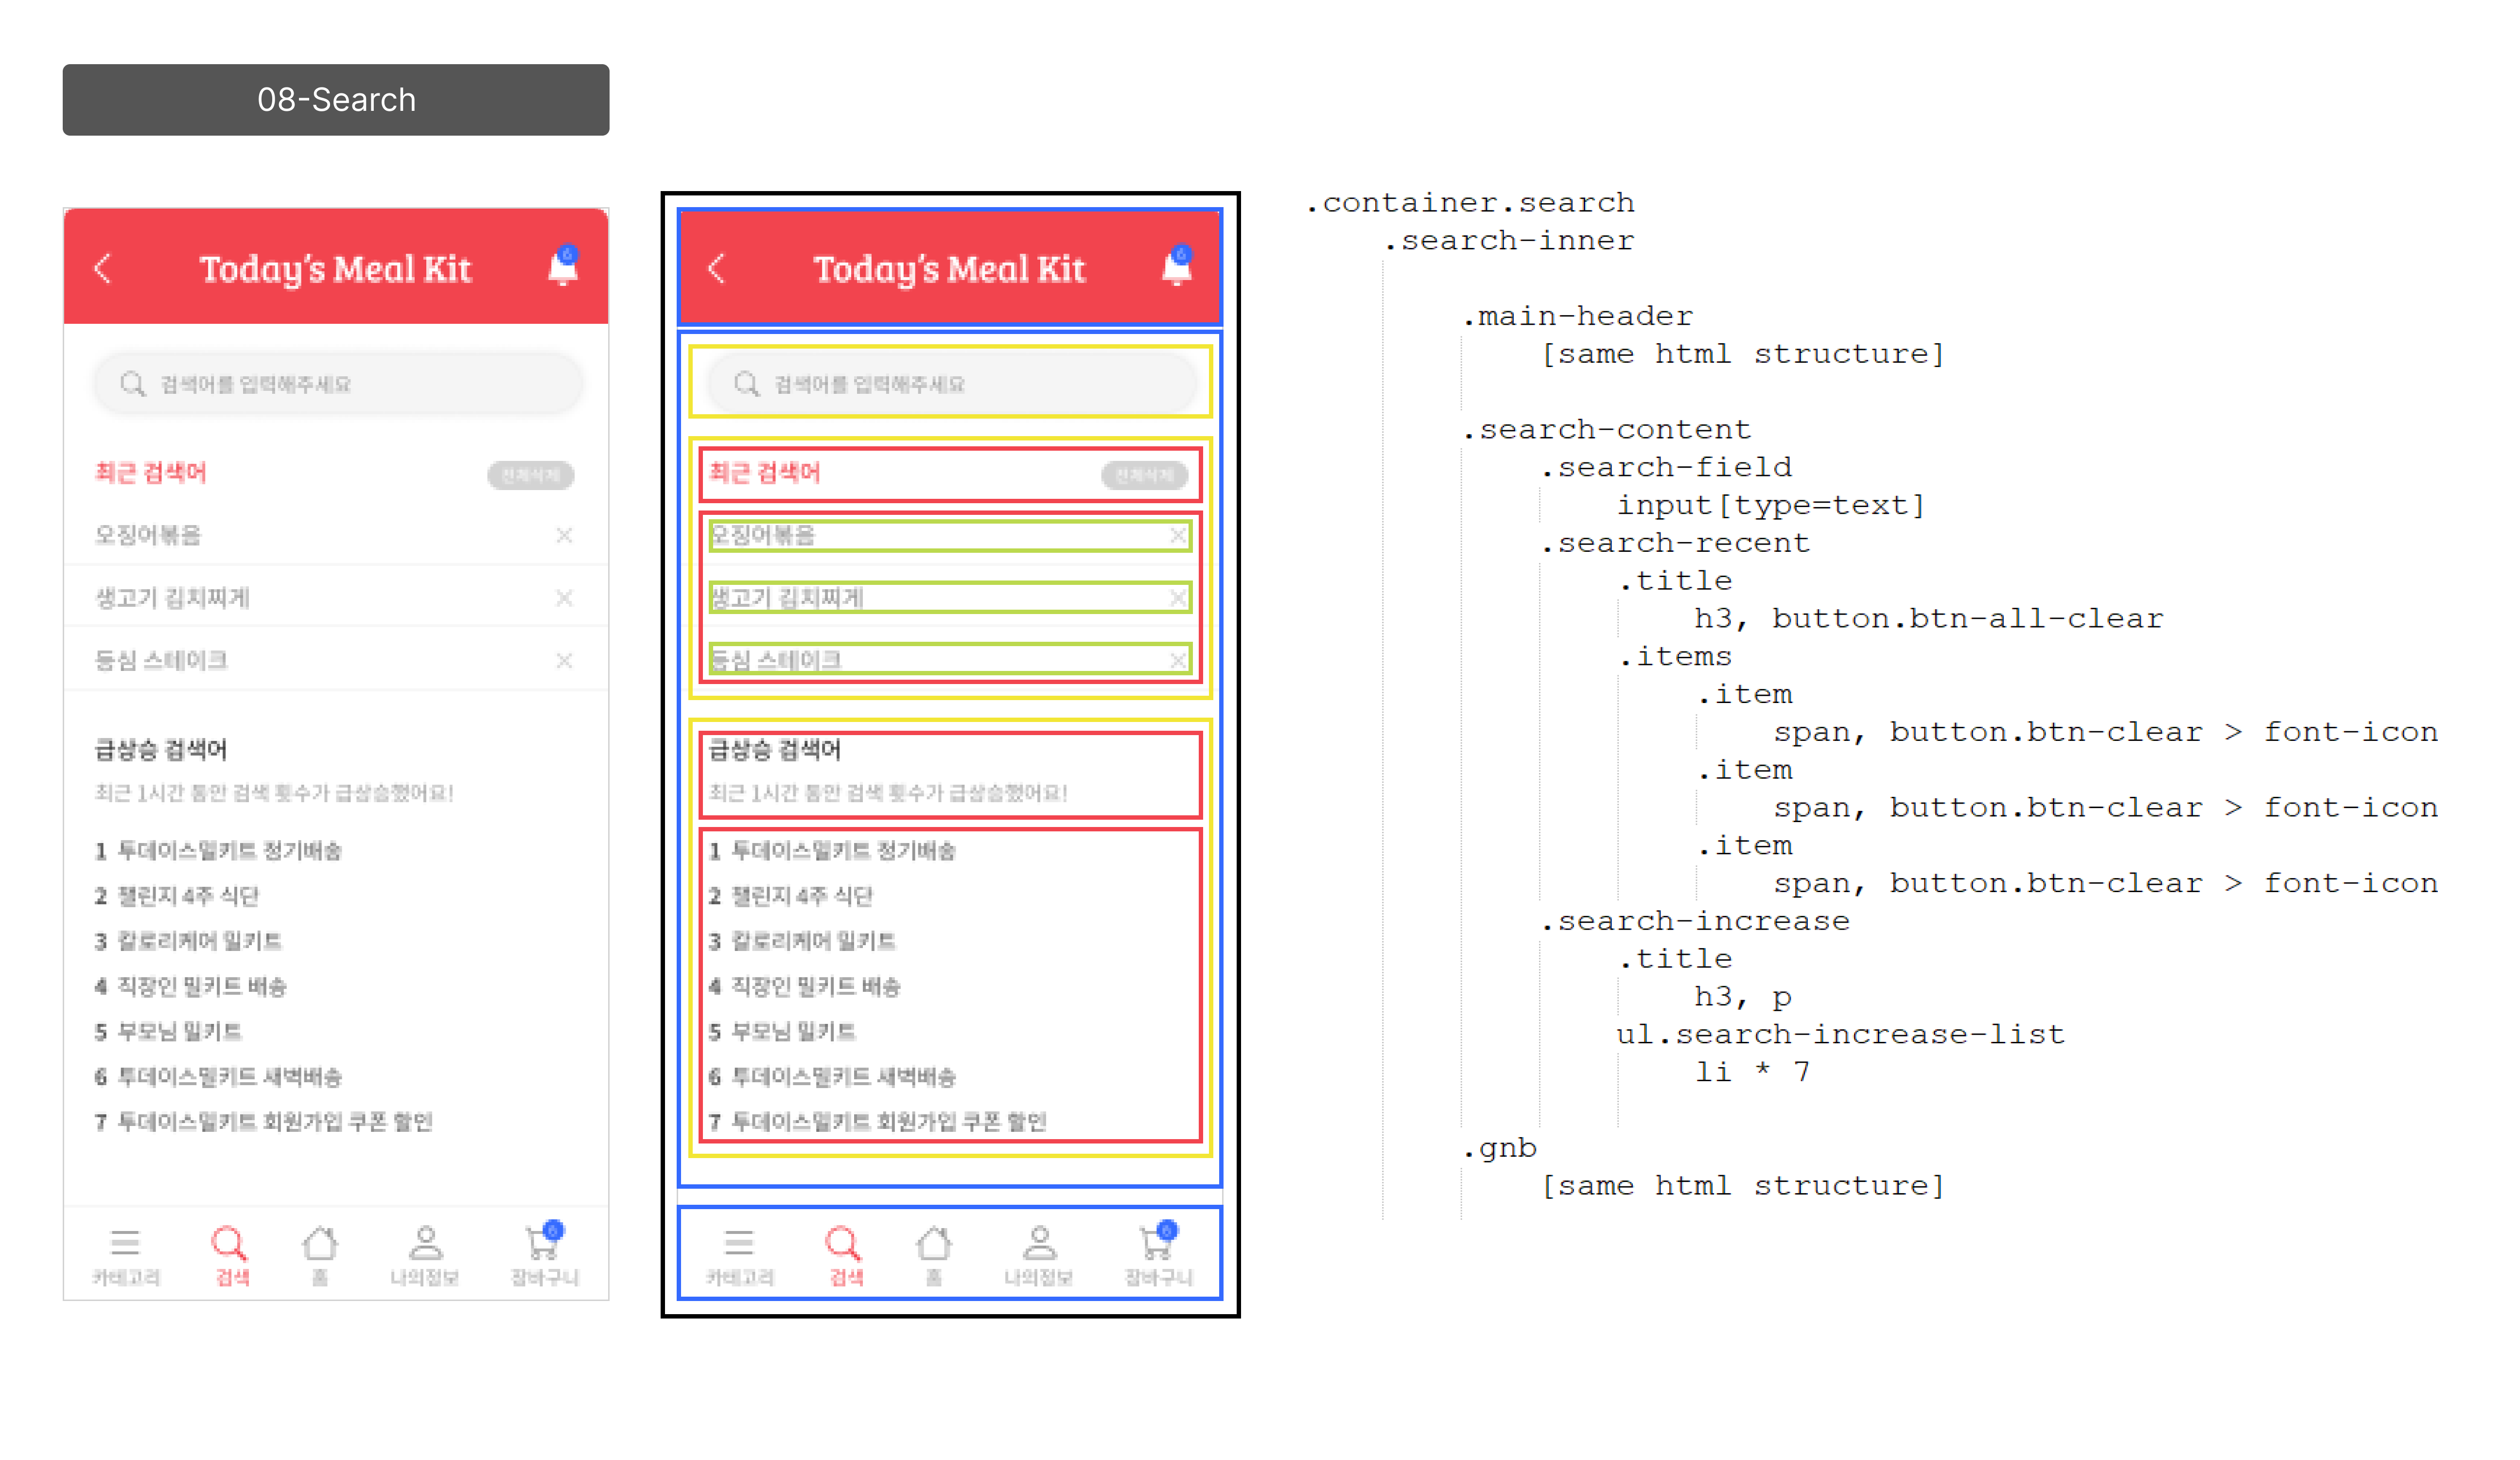 08-Search
Today's Meal Kit
6
검색어를 입력해주세요
최근 검색어
전체삭제
오징어볶음
생고기 김치찌게
등심 스테이크
급상승 검색어
최근 1시간 동안 검색 횟수가 급상승했어요!
1 투데이스밀키트 정기배송
2 챌린지 4주 식단
3 칼로리케어 밀키트
4 직장인 밀키트 배송
5 부모님 밀키트
6 투데이스밀키트 새벽배송
7 투데이스밀키트 회원가입 쿠폰 할인
카테고리
검색
홈
나의정보
장바구니
6
Today's Meal Kit
6
검색어를 입력해주세요
최근 검색어
전체삭제
오징어볶음
생고기 김치찌게
등심 스테이크
급상승 검색어
최근 1시간 동안 검색 횟수가 급상승했어요!
1 투데이스밀키트 정기배송
2 챌린지 4주 식단
3 칼로리케어 밀키트
4 직장인 밀키트 배송
5 부모님 밀키트
6 투데이스밀키트 새벽배송
7 투데이스밀키트 회원가입 쿠폰 할인
카테고리
검색
홈
나의정보
장바구니
6
.container.search
.search-inner
.main-header
[same html structure]
.search-content
.search-field
input[type=text]
.search-recent
.title
h3, button.btn-all-clear
.items
.item
span, button.btn-clear > font-icon
.item
span, button.btn-clear > font-icon
.item
span, button.btn-clear > font-icon
.search-increase
.title
h3, p
ul.search-increase-list
li * 7
.gnb
[same html structure]